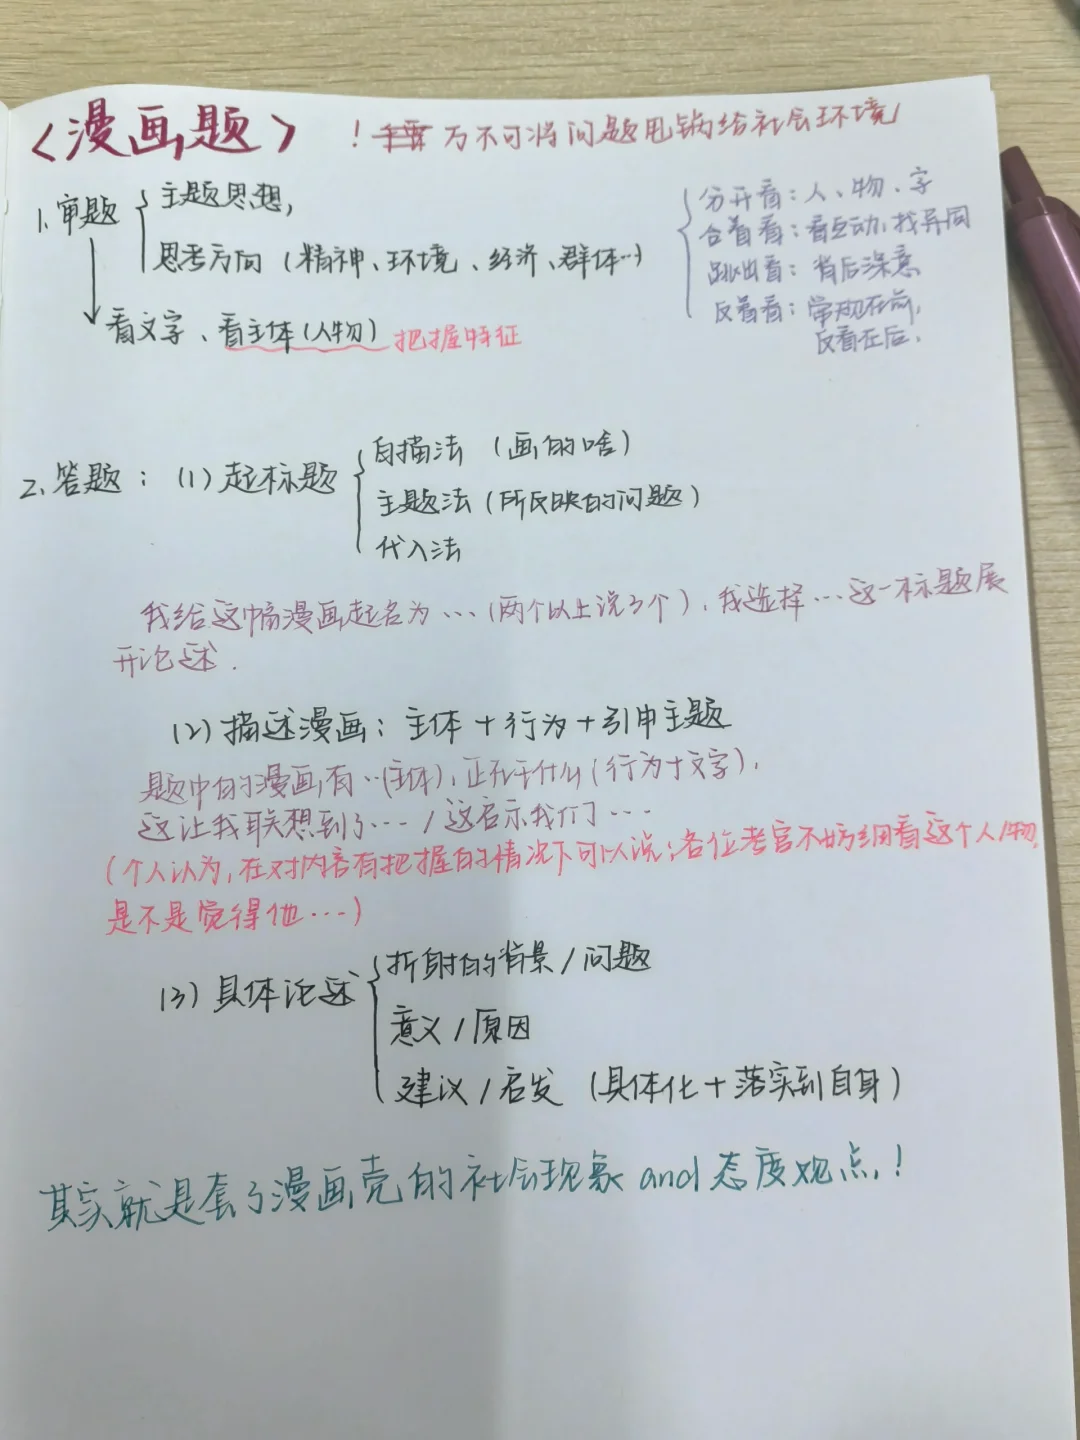 <漫画题>
！千万不可将问题甩锅给社会环境！
1.审题
主题思想，
思考方向（精神、环境、经济、群体…）
看文字、看主体（人物）把握特征
分开看：人、物、字
合着看：看互动，找异同
跳出看：背后深意
反着看：常规在前，
反看在后．
2.答题：（1）起标题
白描法（画的啥）
主题法（所反映的问题）
代入法
我给这幅漫画起名为…（两个以上说3个），我选择…这一标题展
开论述．
（2）描述漫画：主体+行为+引申主题
题中的漫画有…（主体），正在干什么（行为+文字），
这让我联想到了…/这启示我们…
（个人认为，在对内容有把握的情况下可以说：各位考官不妨细看这个人物，
是不是觉得他…）
（3）具体论述
折射的背景/问题
意义/原因
建议/启发（具体化+落实到自身）
其实就是套了漫画壳的社会现象and态度观点！